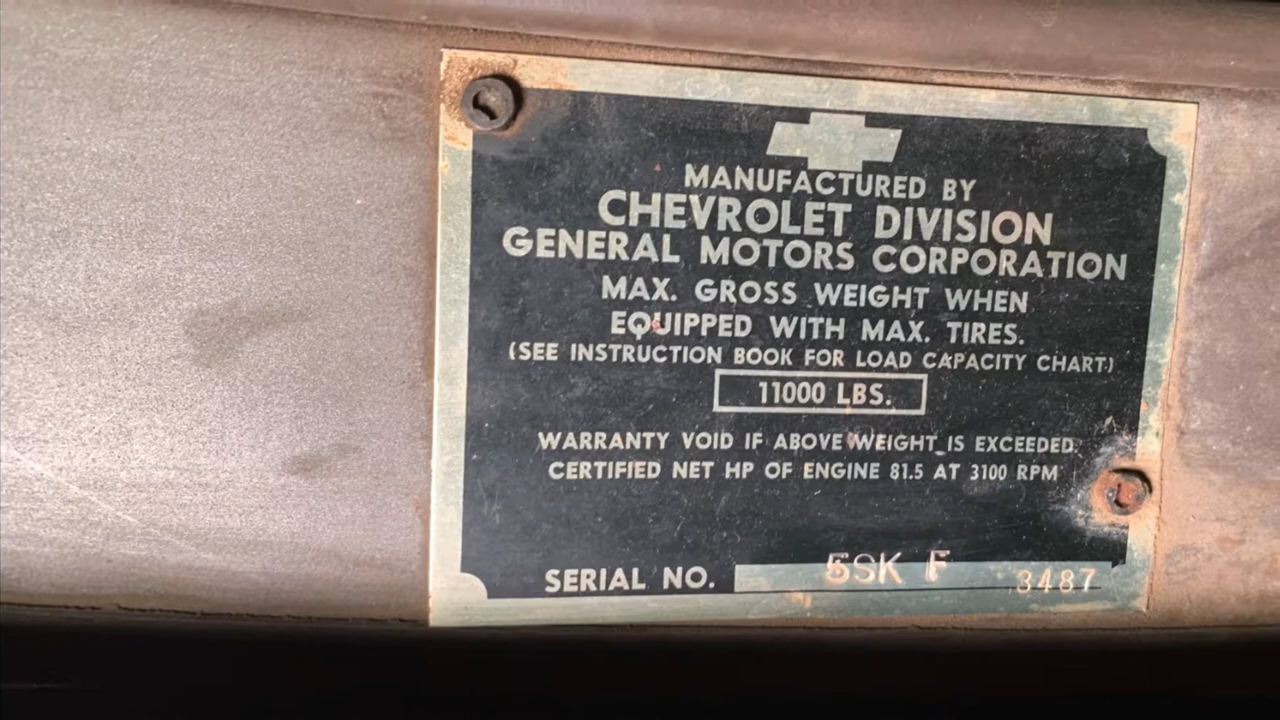 MANUFACTURED BY
CHEVROLET DIVISION
GENERAL MOTORS CORPORATION
MAX. GROSS WEIGHT WHEN
EQUIPPED WITH MAX. TIRES.
(SEE INSTRUCTION BOOK FOR LOAD CAPACITY CHART)
11000 LBS.
WARRANTY VOID IF ABOVE WEIGHT IS EXCEEDED.
CERTIFIED NET HP OF ENGINE 81.5 AT 3100 RPM
SERIAL NO. 5SK F 3487